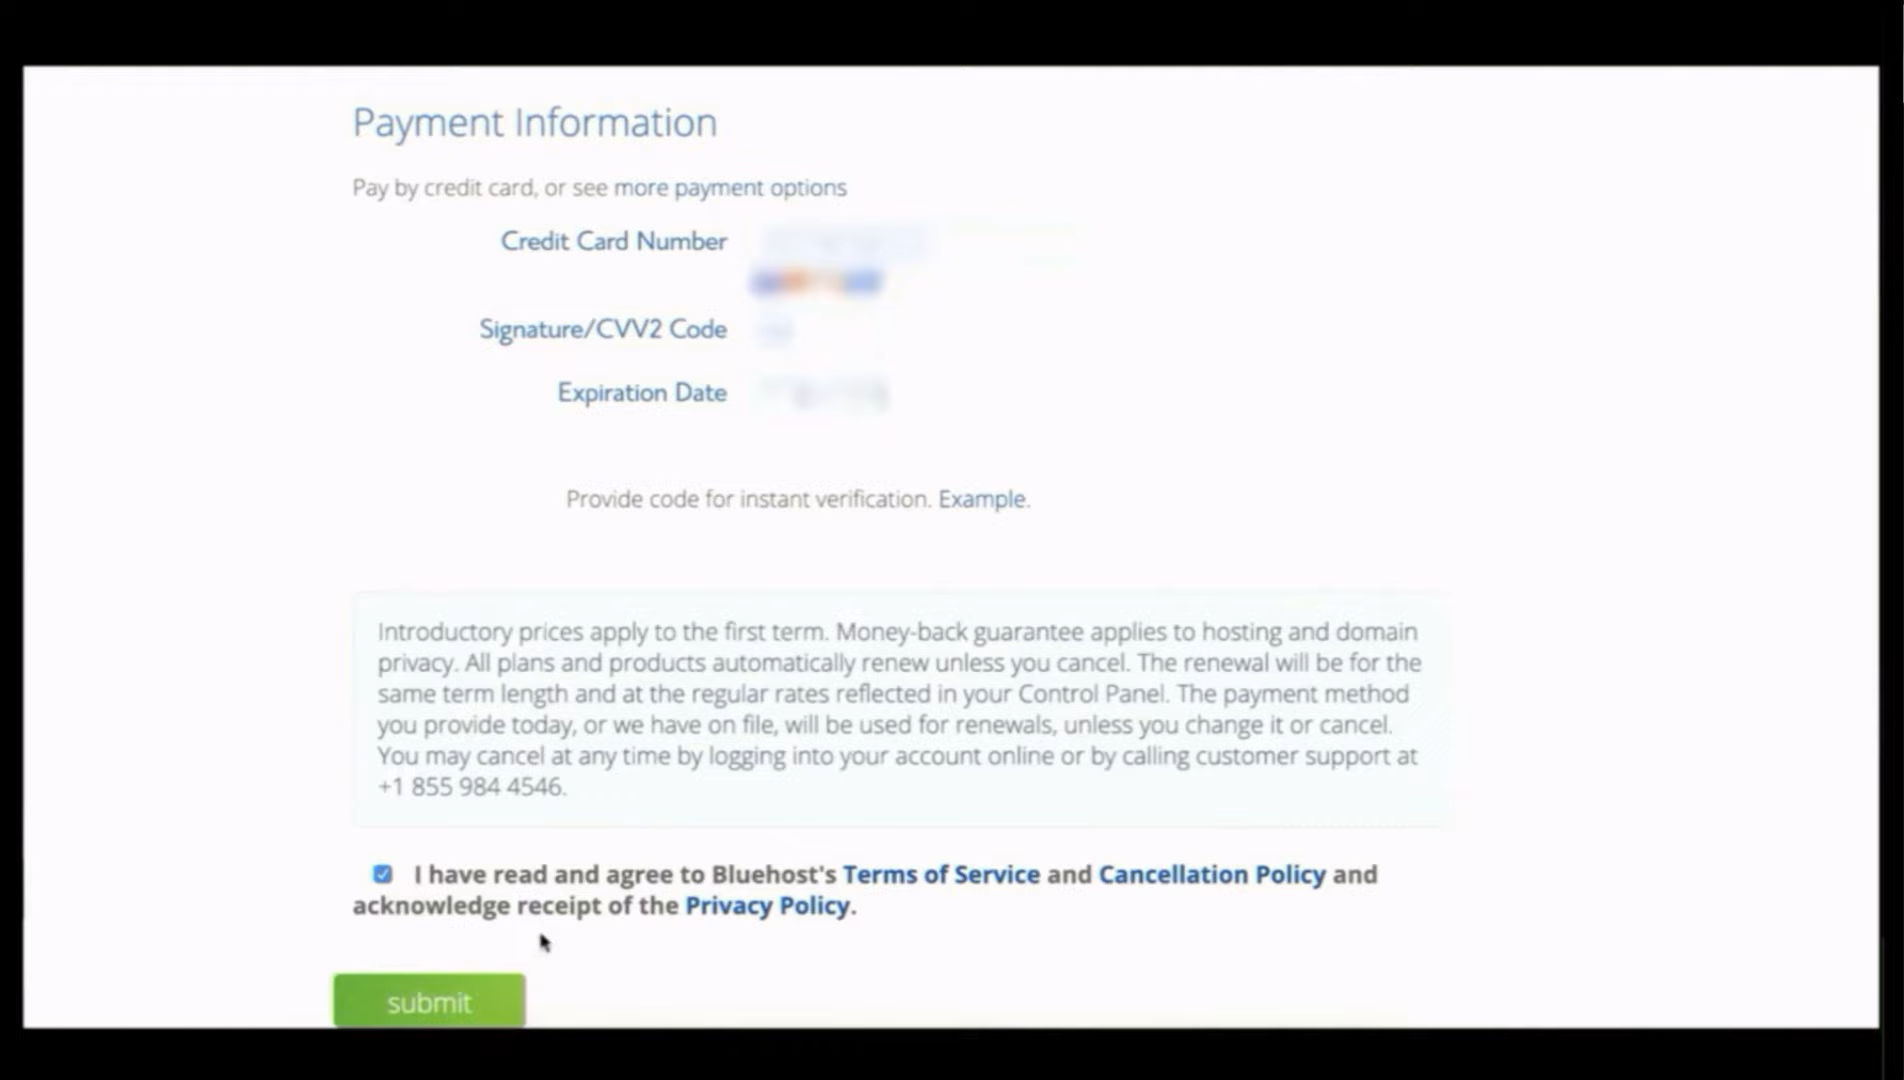 Payment Information
Pay by credit card, or see more payment options
Credit Card Number
Signature/CVV2 Code
Expiration Date
Provide code for instant verification. Example.
Introductory prices apply to the first term. Money-back guarantee applies to hosting and domain
privacy. All plans and products automatically renew unless you cancel. The renewal will be for the
same term length and at the regular rates reflected in your Control Panel. The payment method
you provide today, or we have on file, will be used for renewals, unless you change it or cancel.
You may cancel at any time by logging into your account online or by calling customer support at
+1 855 984 4546.
I have read and agree to Bluehost's Terms of Service and Cancellation Policy and
acknowledge receipt of the Privacy Policy.
submit